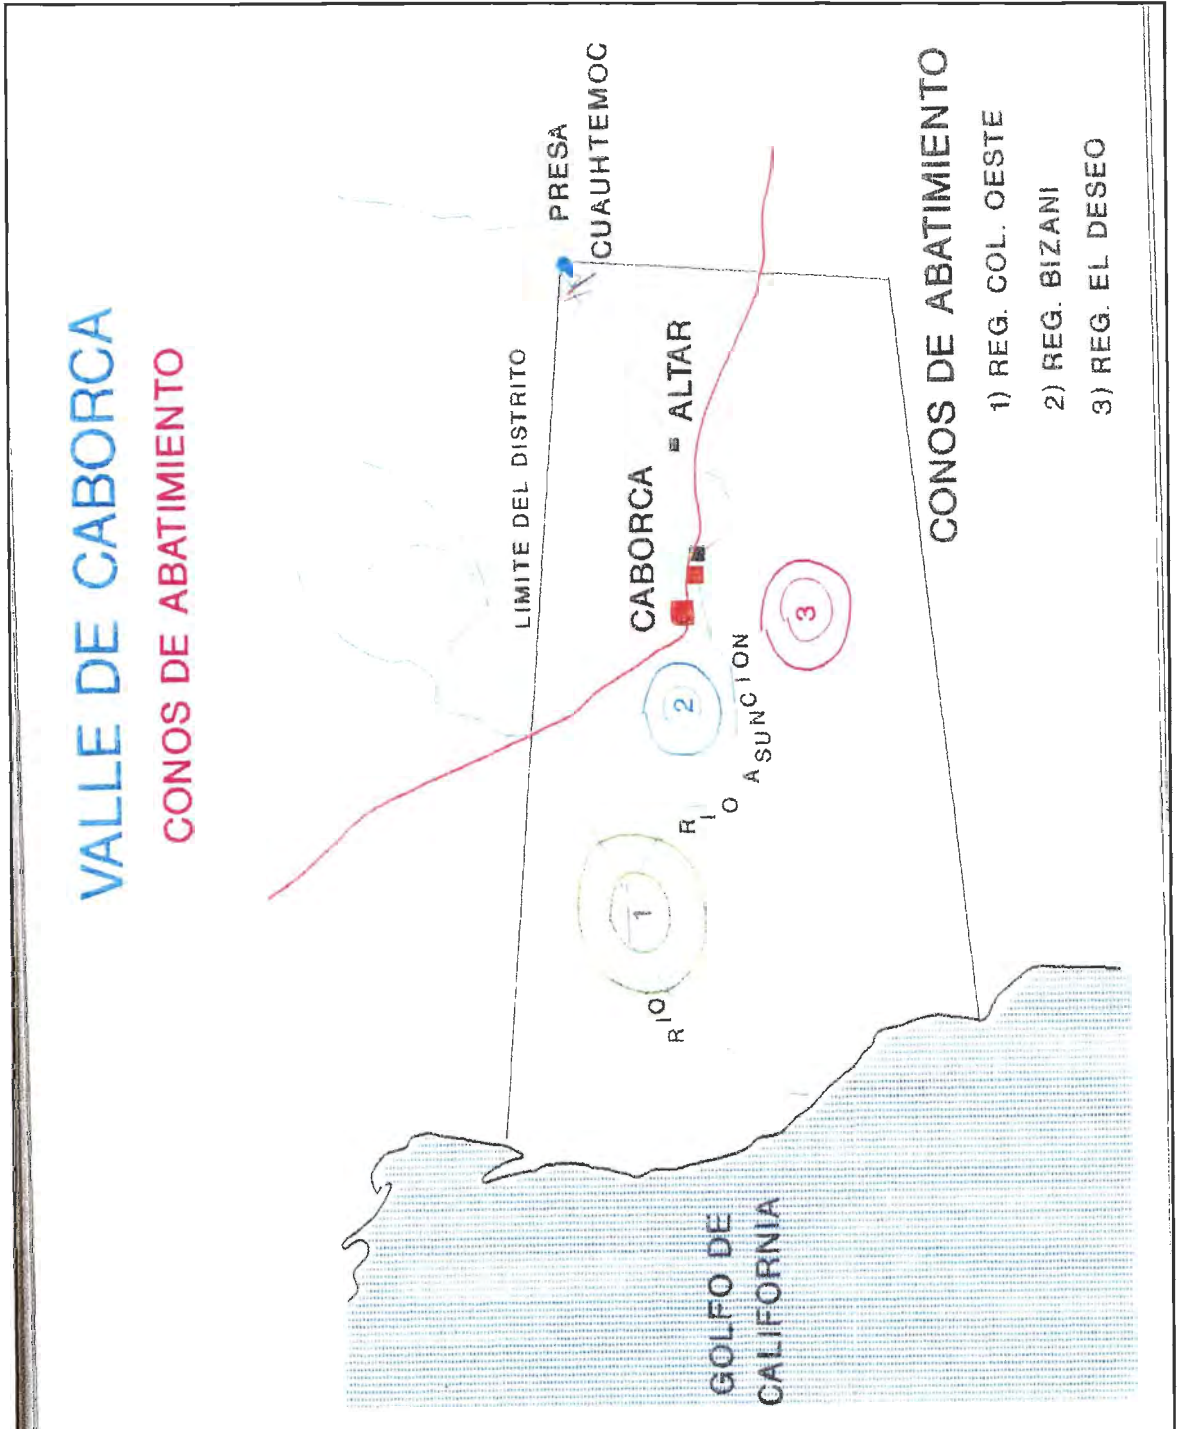 VALLE DE CABORCA
CONOS DE ABATIMIENTO
PRESA
CUAUHTEMOC
LIMITE DEL DISTRITO
CABORCA
ALTAR
1
2
3
RIO
RIO ASUNCION
GOLFO DE
CALIFORNIA
CONOS DE ABATIMIENTO
1) REG. COL. OESTE
2) REG. BIZANI
3) REG. EL DESEO